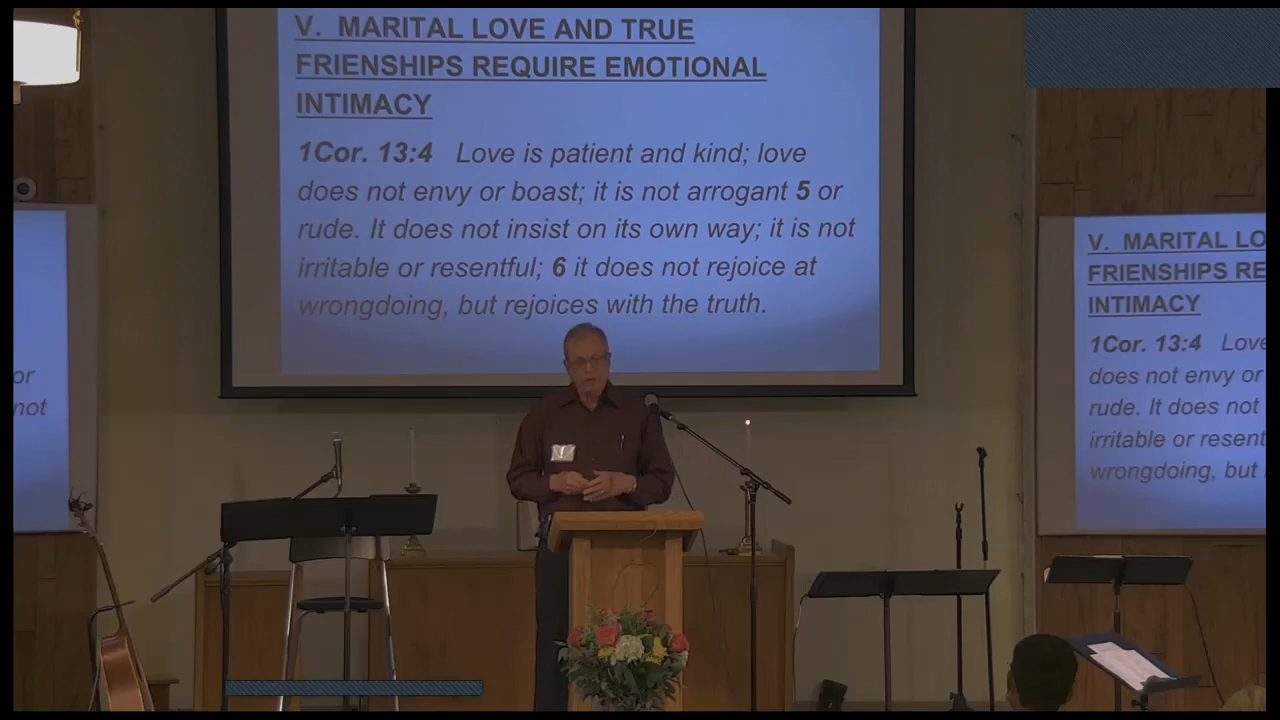 V. MARITAL LOVE AND TRUE
FRIENSHIPS REQUIRE EMOTIONAL
INTIMACY
1Cor. 13:4 Love is patient and kind; love
does not envy or boast; it is not arrogant 5 or
rude. It does not insist on its own way; it is not
irritable or resentful; 6 it does not rejoice at
wrongdoing, but rejoices with the truth.
or
not
V. MARITAL LO
FRIENSHIPS RE
INTIMACY
1Cor. 13:4 Love
does not envy or
rude. It does not
irritable or resent
wrongdoing, but